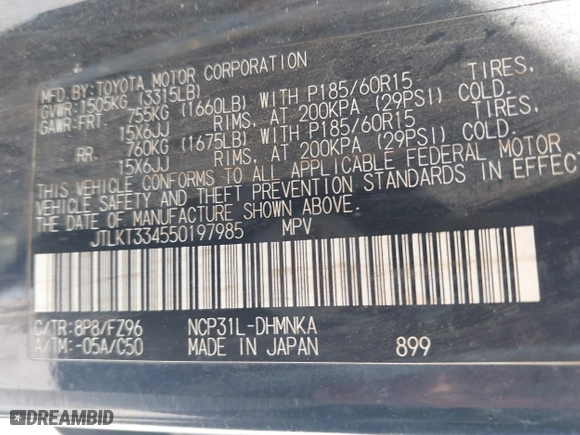 MFD.BY:TOYOTA MOTOR CORPORATION
GVWR:1505KG (3315LB)
GAWR:FRT. 755KG (1660LB) WITH P185/60R15 TIRES,
15X6JJ RIMS, AT 200KPA (29PSI) COLD.
RR. 760KG (1675LB) WITH P185/60R15 TIRES,
15X6JJ RIMS, AT 200KPA (29PSI) COLD.
THIS VEHICLE CONFORMS TO ALL APPLICABLE FEDERAL MOTOR
VEHICLE SAFETY AND THEFT PREVENTION STANDARDS IN EFFECT
THE DATE OF MANUFACTURE SHOWN ABOVE.
JTLKT334550197985 MPV
C/TR:8P8/FZ96 NCP31L-DHMNKA
A/TM:-05A/C50 MADE IN JAPAN 899
DREAMBID